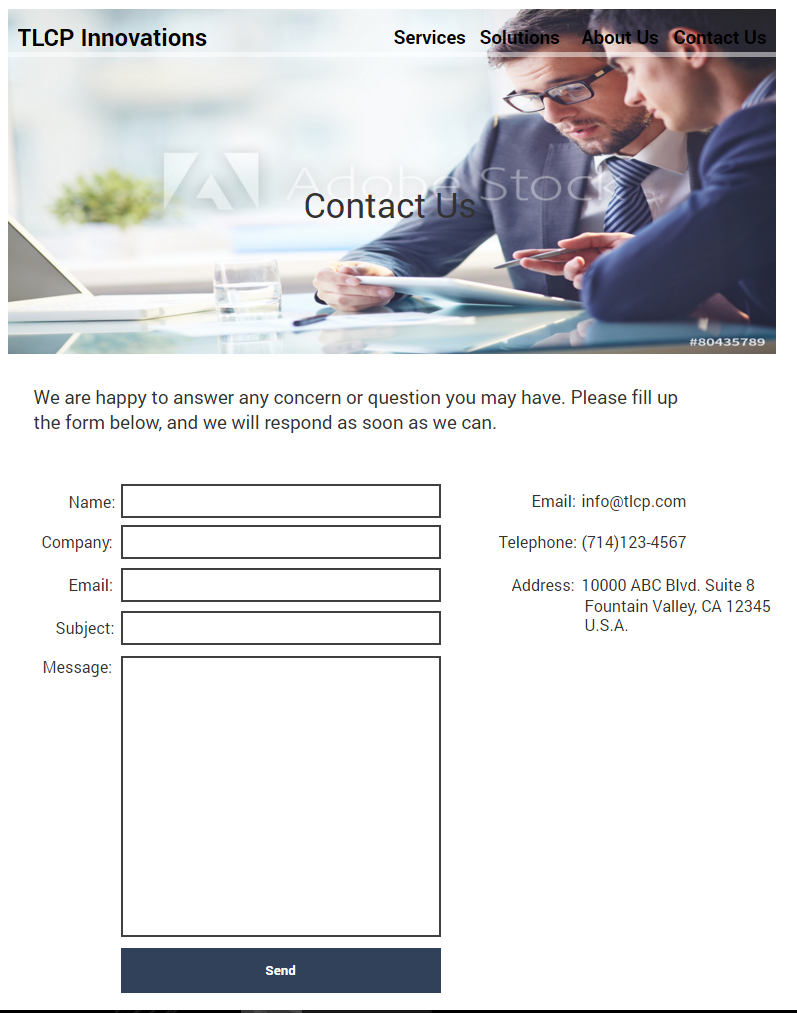 TLCP Innovations
Services Solutions About Us Contact Us
Adobe Stock
Contact Us
#80435789
We are happy to answer any concern or question you may have. Please fill up
the form below, and we will respond as soon as we can.
Name:
Company:
Email:
Subject:
Message:
Send
Email: info@tlcp.com
Telephone: (714)123-4567
Address: 10000 ABC Blvd. Suite 8
Fountain Valley, CA 12345
U.S.A.